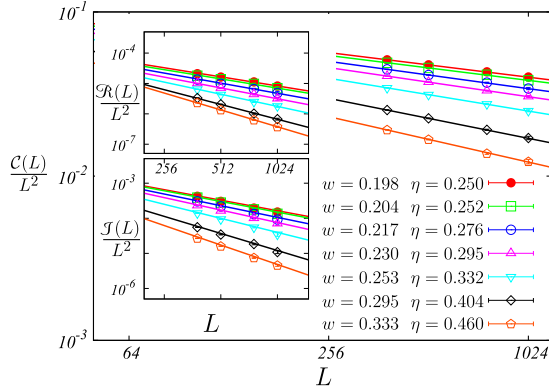 10^-1
10^-2
10^-3
C(L)
L^2
64
256
1024
L
10^-4
10^-7
R(L)
L^2
256
512
1024
10^-3
10^-6
J(L)
L^2
L
w = 0.198 η = 0.250
w = 0.204 η = 0.252
w = 0.217 η = 0.276
w = 0.230 η = 0.295
w = 0.253 η = 0.332
w = 0.295 η = 0.404
w = 0.333 η = 0.460